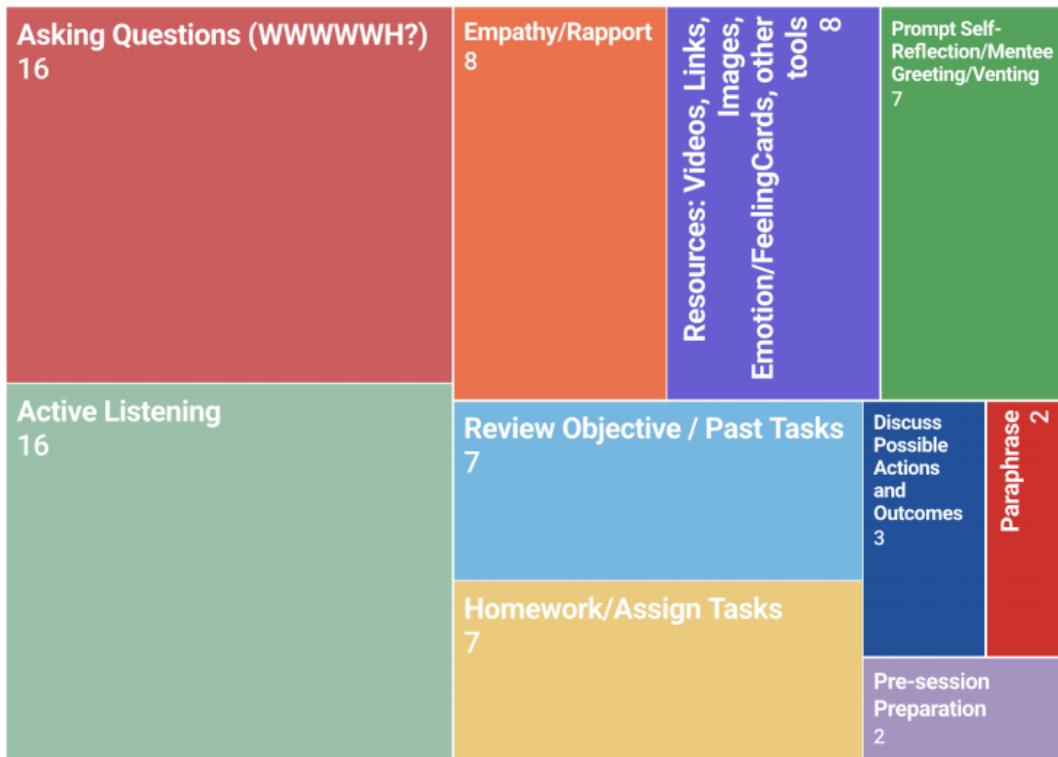 Asking Questions (WWWWWH?)
16
Empathy/Rapport
8
Resources: Videos, Links,
Images,
Emotion/FeelingCards, other
tools
8
Prompt Self-
Reflection/Mentee
Greeting/Venting
7
Active Listening
16
Review Objective / Past Tasks
7
Discuss
Possible
Actions
and
Outcomes
3
Paraphrase
2
Homework/Assign Tasks
7
Pre-session
Preparation
2